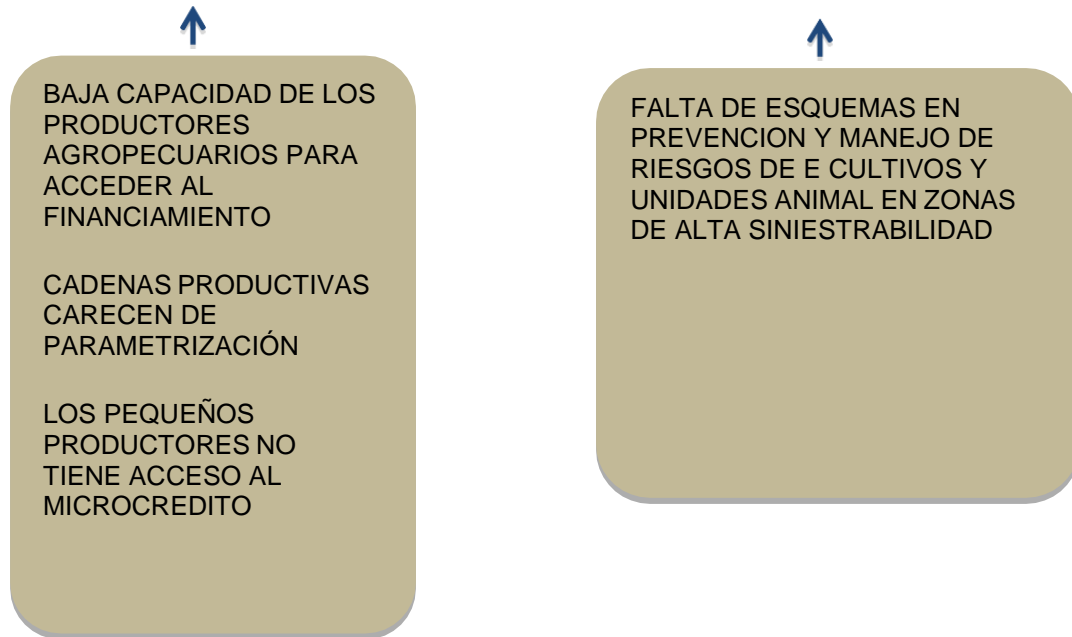 BAJA CAPACIDAD DE LOS
PRODUCTORES
AGROPECUARIOS PARA
ACCEDER AL
FINANCIAMIENTO
CADENAS PRODUCTIVAS
CARECEN DE
PARAMETRIZACIÓN
LOS PEQUEÑOS
PRODUCTORES NO
TIENE ACCESO AL
MICROCREDITO
FALTA DE ESQUEMAS EN
PREVENCION Y MANEJO DE
RIESGOS DE E CULTIVOS Y
UNIDADES ANIMAL EN ZONAS
DE ALTA SINIESTRABILIDAD